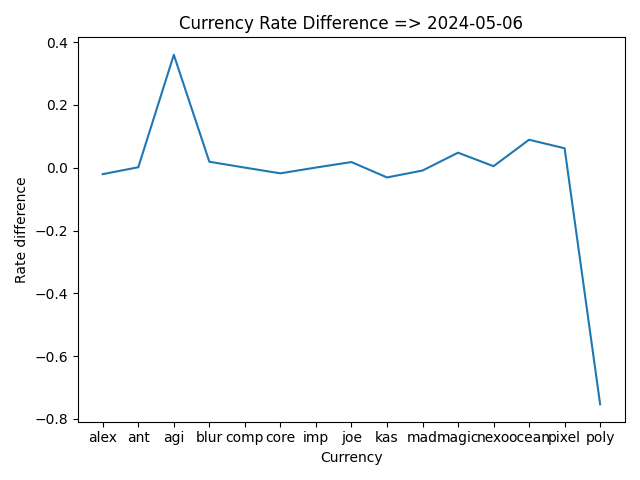 Currency Rate Difference => 2024-05-06
Rate difference
0.4
0.2
0.0
−0.2
−0.4
−0.6
−0.8
alex ant agi blur comp core imp joe kas mad magic nexo ocean pixel poly
Currency